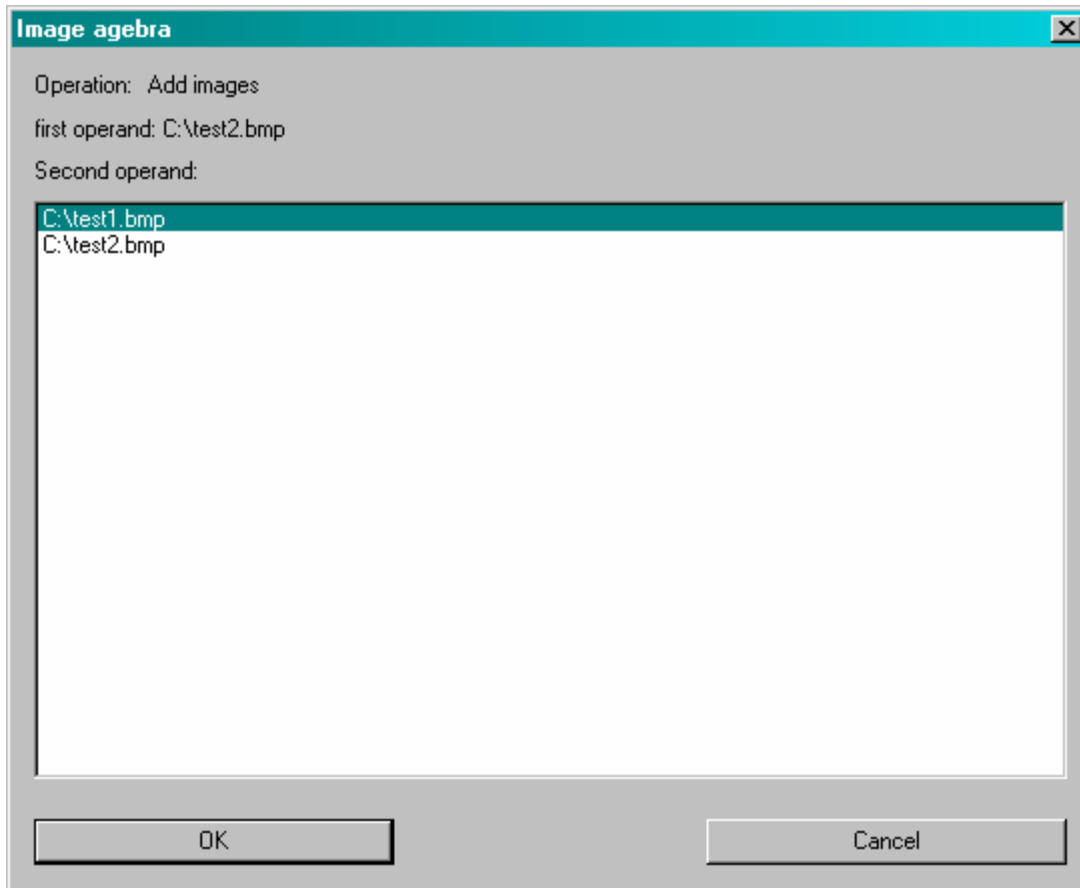 Image agebra
Operation: Add images
first operand: C:\test2.bmp
Second operand:
C:\test1.bmp
C:\test2.bmp
OK Cancel